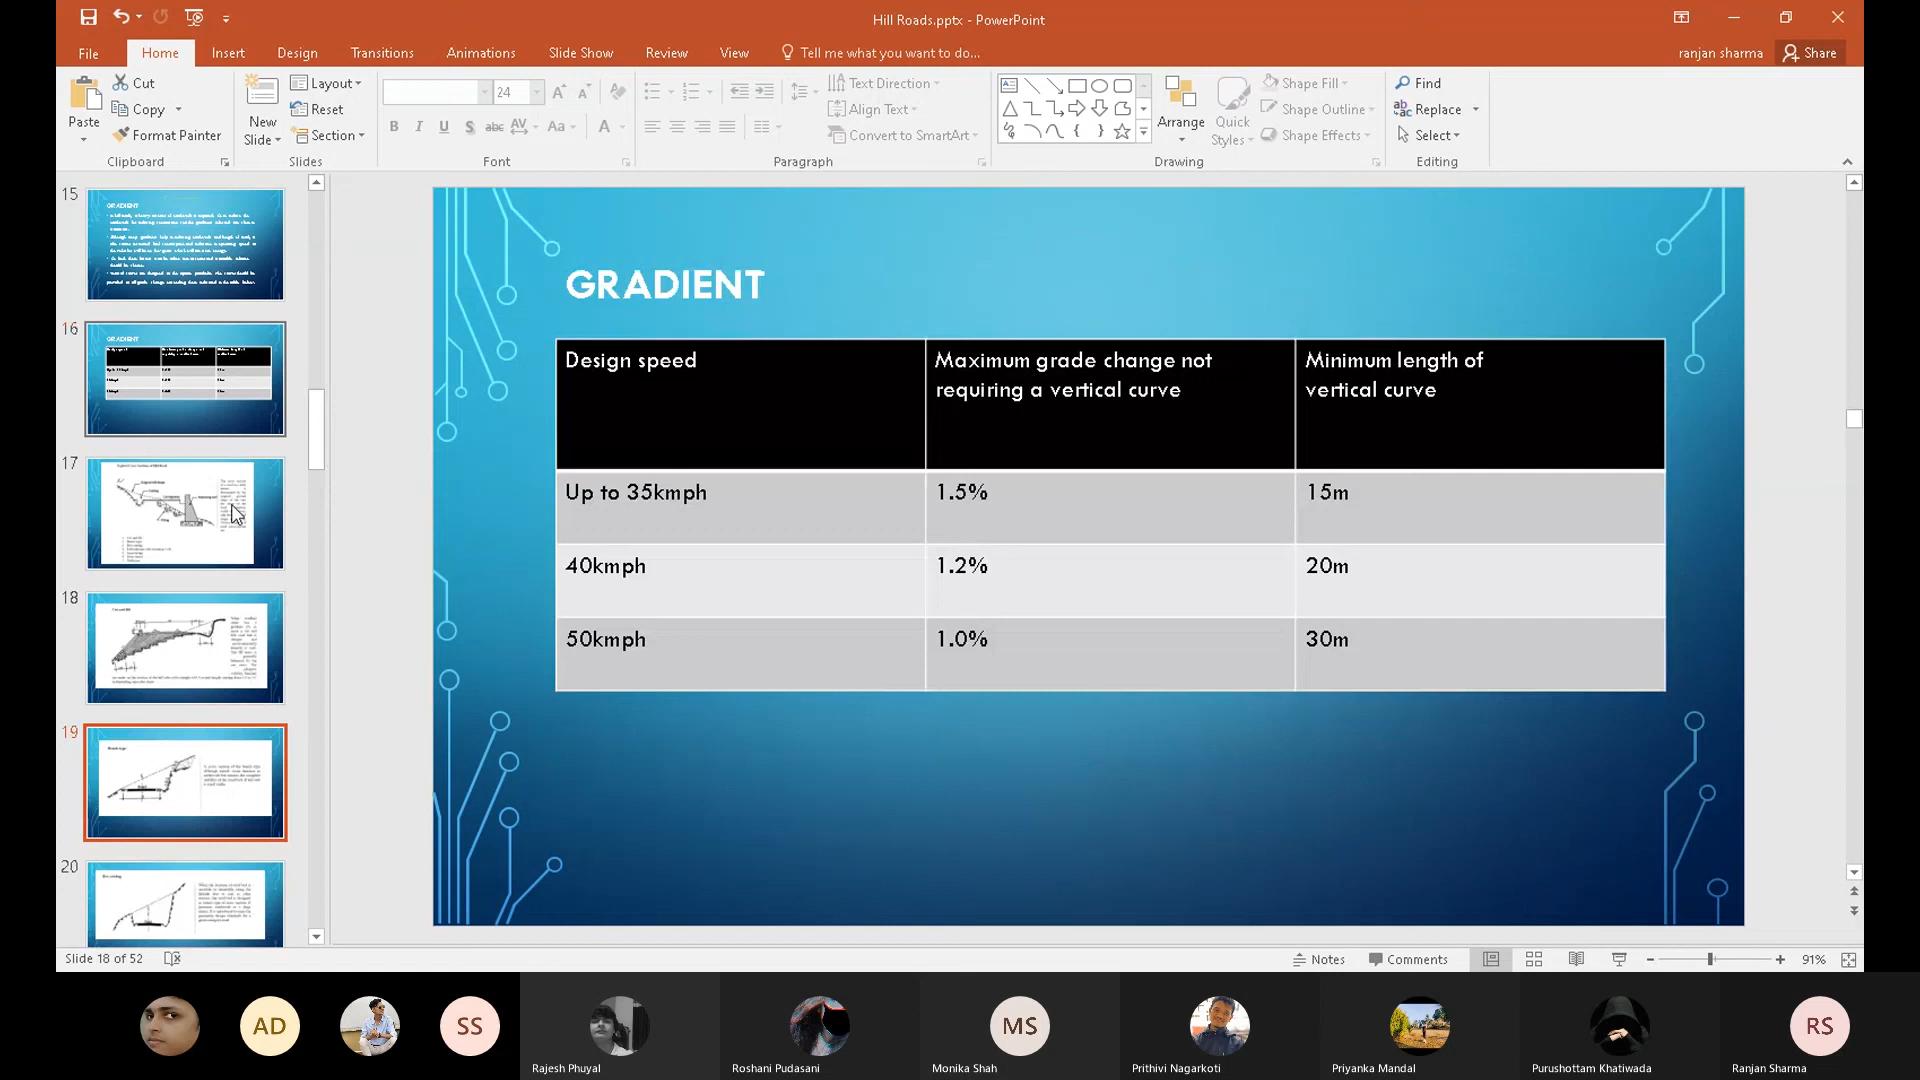 Hill Roads.pptx - PowerPoint
File Home Insert Design Transitions Animations Slide Show Review View Tell me what you want to do... ranjan sharma Share
Paste Cut Copy Format Painter
Clipboard
New Slide Layout Reset Section
Slides
24
B I U S abc AV Aa A
Font
Text Direction Align Text Convert to SmartArt
Paragraph
Arrange Quick Styles Shape Fill Shape Outline Shape Effects
Drawing
Find Replace Select
Editing
15
GRADIENT
16
GRADIENT
17
18
19
20
GRADIENT
Design speed
Maximum grade change not requiring a vertical curve
Minimum length of vertical curve
Up to 35kmph 1.5% 15m
40kmph 1.2% 20m
50kmph 1.0% 30m
Slide 18 of 52 Notes Comments 91%
AD SS MS RS
Rajesh Phuyal Roshani Pudasani Monika Shah Prithivi Nagarkoti Priyanka Mandal Purushottam Khatiwada Ranjan Sharma